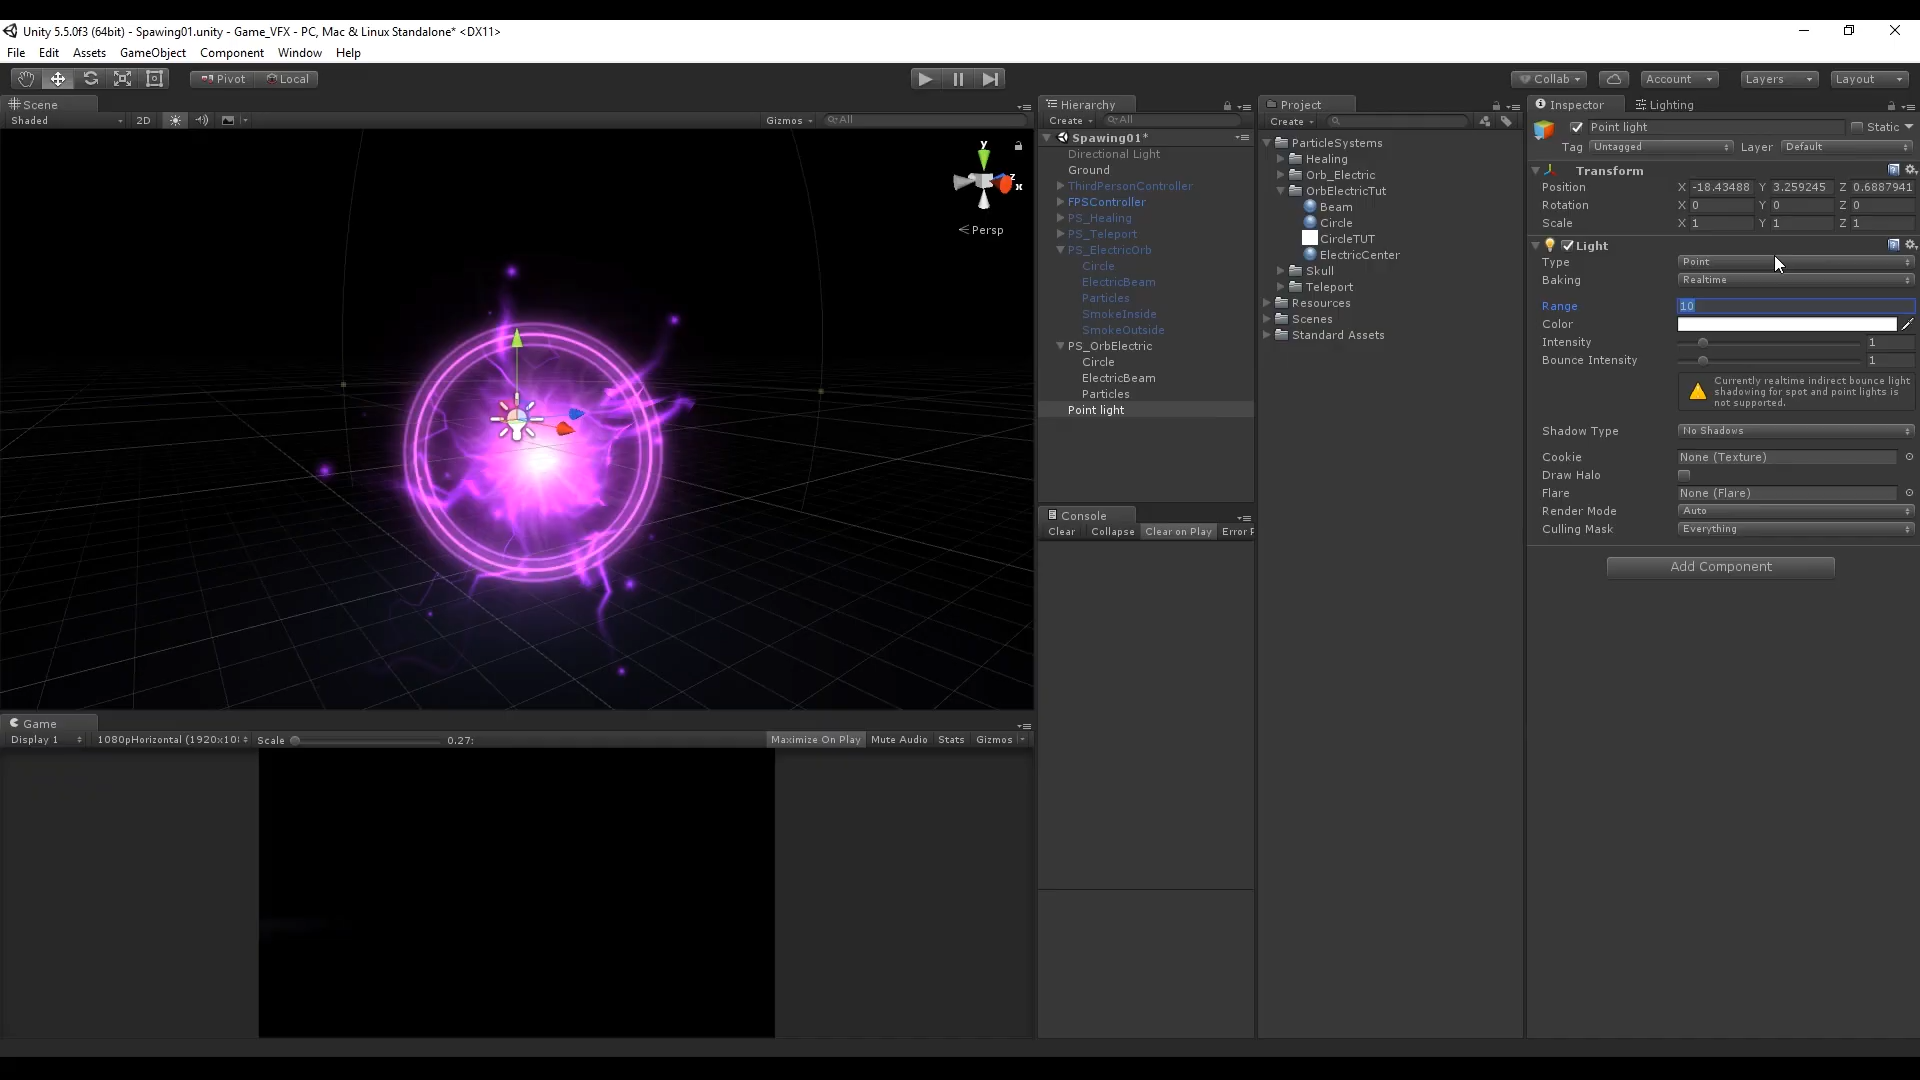 Unity 5.5.0f3 (64bit) - Spawing01.unity - Game_VFX - PC, Mac & Linux Standalone* <DX11>
File Edit Assets GameObject Component Window Help
Pivot Local Collab Account Layers Layout
Scene
Shaded 2D Gizmos All
y
z
x
Persp
Game
Display 1 1080pHorizontal (1920x10 Scale 0.27: Maximize On Play Mute Audio Stats Gizmos
Hierarchy
Create All
Spawing01*
Directional Light
Ground
ThirdPersonController
FPSController
PS_Healing
PS_Teleport
PS_ElectricOrb
Circle
ElectricBeam
Particles
SmokeInside
SmokeOutside
PS_OrbElectric
Circle
ElectricBeam
Particles
Point light
Console
Clear Collapse Clear on Play Error P
Project
Create
ParticleSystems
Healing
Orb_Electric
OrbElectricTut
Beam
Circle
CircleTUT
ElectricCenter
Skull
Teleport
Resources
Scenes
Standard Assets
Inspector Lighting
Point light Static
Tag Untagged Layer Default
Transform
Position X -18.43488 Y 3.259245 Z 0.6887941
Rotation X 0 Y 0 Z 0
Scale X 1 Y 1 Z 1
Light
Type Point
Baking Realtime
Range 10
Color
Intensity 1
Bounce Intensity 1
Currently realtime indirect bounce light
shadowing for spot and point lights is
not supported.
Shadow Type No Shadows
Cookie None (Texture)
Draw Halo
Flare None (Flare)
Render Mode Auto
Culling Mask Everything
Add Component